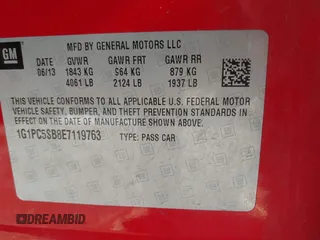 GM
MFD BY GENERAL MOTORS LLC
DATE GVWR GAWR FRT GAWR RR
06/13 1843 KG 964 KG 879 KG
4061 LB 2124 LB 1937 LB
THIS VEHICLE CONFORMS TO ALL APPLICABLE U.S. FEDERAL MOTOR
VEHICLE SAFETY, BUMPER, AND THEFT PREVENTION STANDARDS IN
EFFECT ON THE DATE OF MANUFACTURE SHOWN ABOVE.
1G1PC5SB8E7119763 TYPE: PASS CAR
DREAMBID